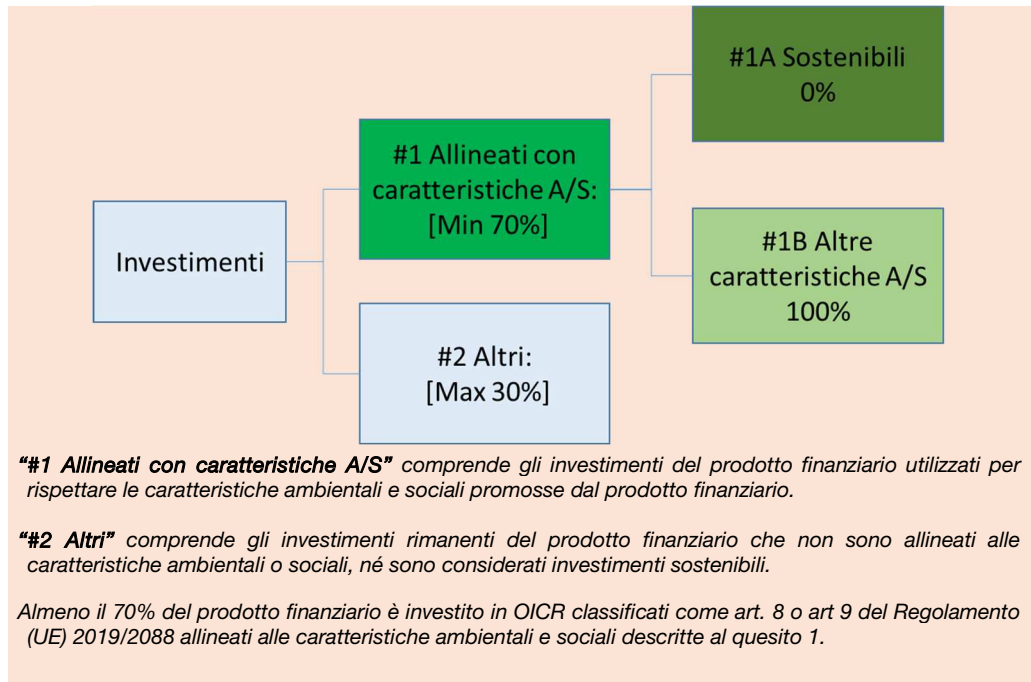 #1A Sostenibili
0%
#1 Allineati con
caratteristiche A/S:
[Min 70%]
Investimenti
#1B Altre
caratteristiche A/S
100%
#2 Altri:
[Max 30%]
“#1 Allineati con caratteristiche A/S” comprende gli investimenti del prodotto finanziario utilizzati per
rispettare le caratteristiche ambientali e sociali promosse dal prodotto finanziario.
“#2 Altri” comprende gli investimenti rimanenti del prodotto finanziario che non sono allineati alle
caratteristiche ambientali o sociali, né sono considerati investimenti sostenibili.
Almeno il 70% del prodotto finanziario è investito in OICR classificati come art. 8 o art 9 del Regolamento
(UE) 2019/2088 allineati alle caratteristiche ambientali e sociali descritte al quesito 1.